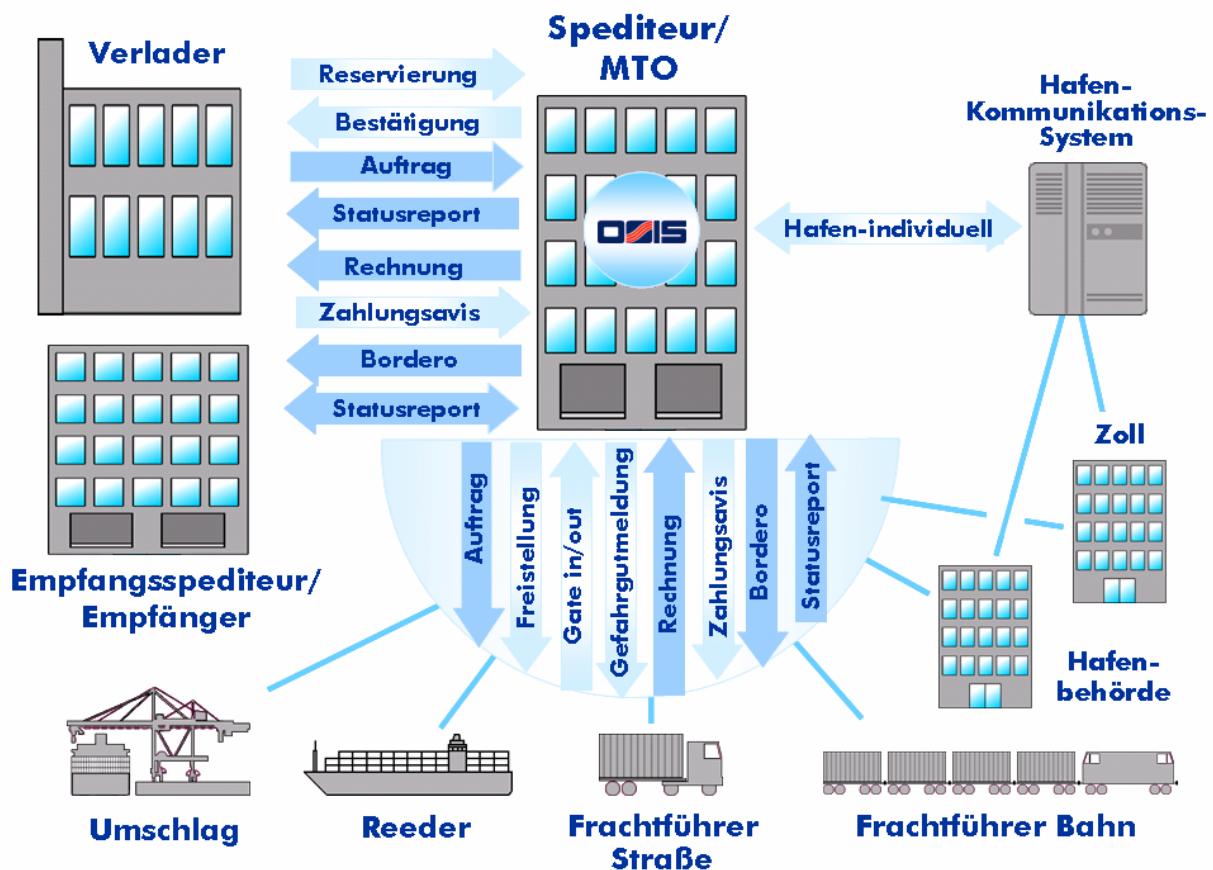 Verlader
Spediteur/
MTO
Hafen-
Kommunikations-
System
Reservierung
Bestätigung
Auftrag
Statusreport
Rechnung
Zahlungsavis
Bordero
Statusreport
OSIS
Hafen-individuell
Empfangsspediteur/
Empfänger
Auftrag
Freistellung
Gate in/out
Gefahrgutmeldung
Rechnung
Zahlungsavis
Bordero
Statusreport
Zoll
Hafen-
behörde
Umschlag
Reeder
Frachtführer
Straße
Frachtführer Bahn